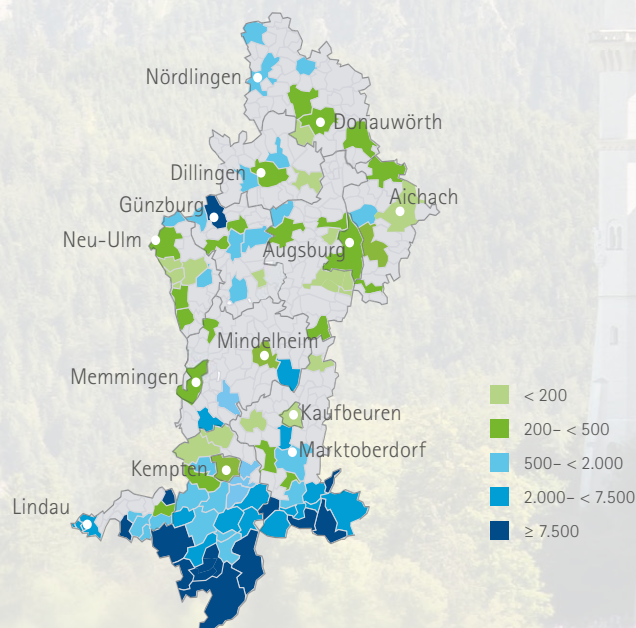 Nördlingen
Donauwörth
Dillingen
Aichach
Günzburg
Neu-Ulm
Augsburg
Mindelheim
Memmingen
< 200
Kaufbeuren
200– < 500
Marktoberdorf
500– < 2.000
Kempten
2.000– < 7.500
Lindau
≥ 7.500